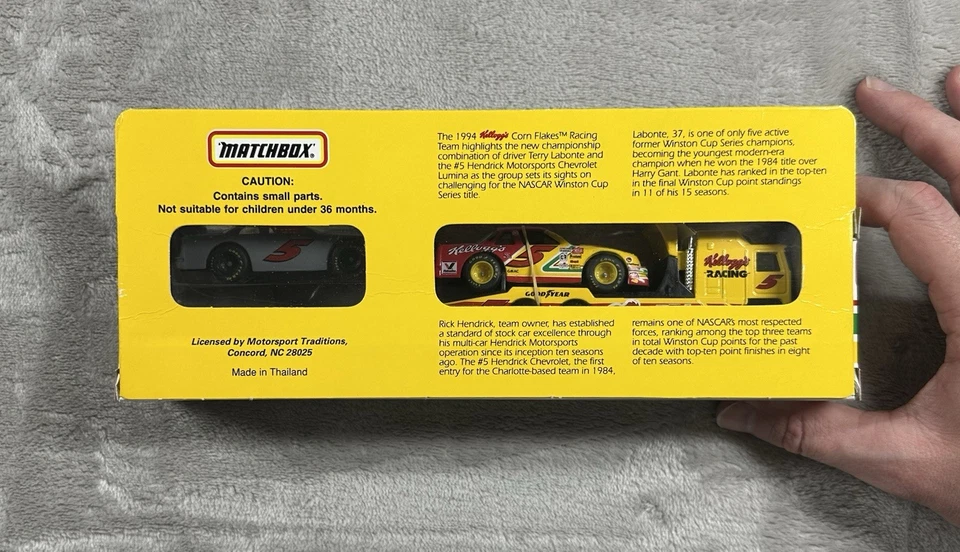 MATCHBOX®
CAUTION:
Contains small parts.
Not suitable for children under 36 months.
5
Licensed by Motorsport Traditions,
Concord, NC 28025
Made in Thailand
The 1994 Kellogg's Corn Flakes™ Racing
Team highlights the new championship
combination of driver Terry Labonte and
the #5 Hendrick Motorsports Chevrolet
Lumina as the group sets its sights on
challenging for the NASCAR Winston Cup
Series title.
Labonte, 37, is one of only five active
former Winston Cup Series champions,
becoming the youngest modern-era
champion when he won the 1984 title over
Harry Gant. Labonte has ranked in the top-ten
in the final Winston Cup point standings
in 11 of his 15 seasons.
Kellogg's
5
GOODYEAR
Kellogg's
RACING
5
Rick Hendrick, team owner, has established
a standard of stock car excellence through
his multi-car Hendrick Motorsports
operation since its inception ten seasons
ago. The #5 Hendrick Chevrolet, the first
entry for the Charlotte-based team in 1984,
remains one of NASCAR's most respected
forces, ranking among the top three teams
in total Winston Cup points for the past
decade with top-ten point finishes in eight
of ten seasons.